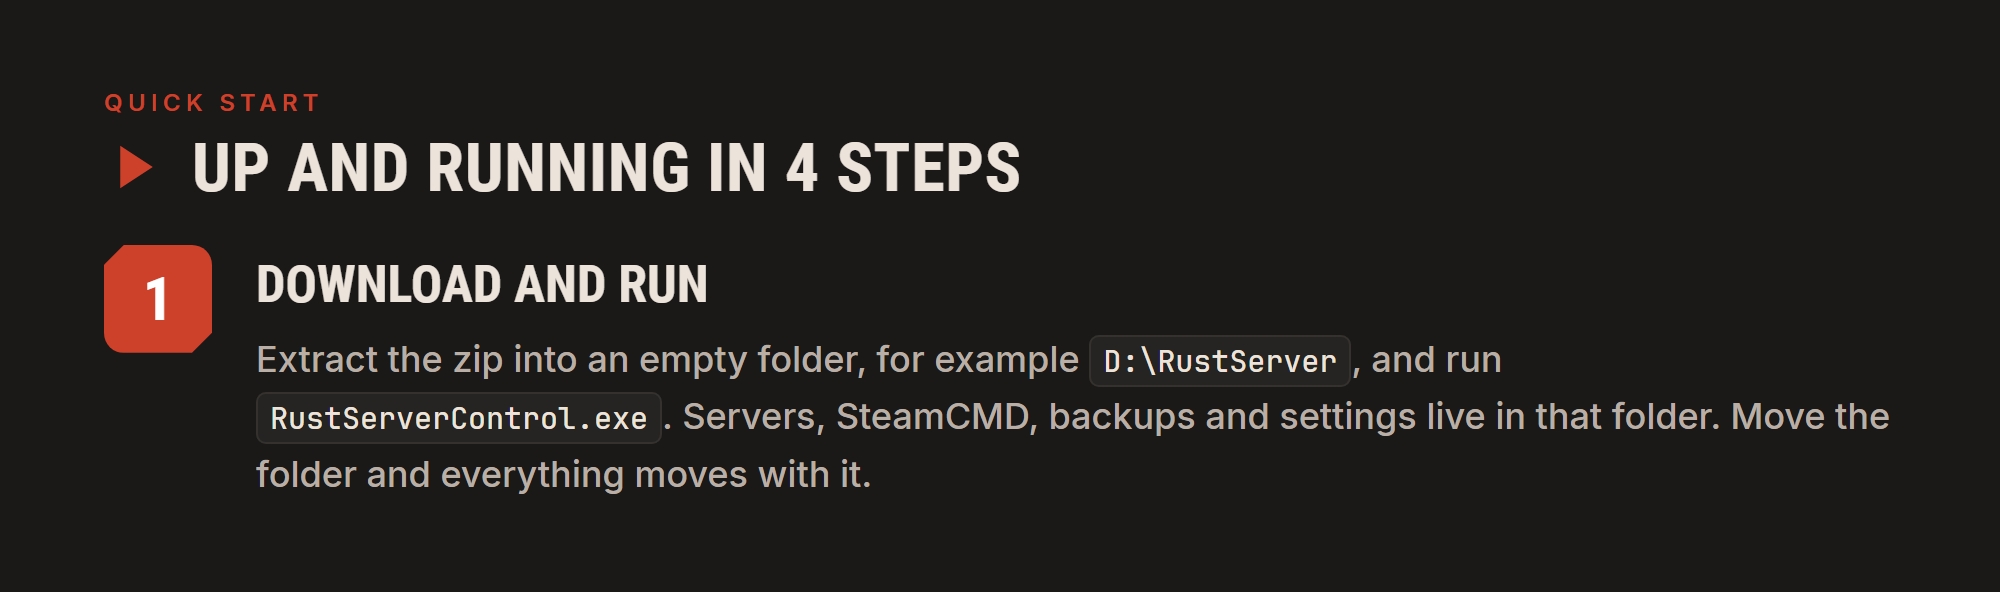 QUICK START
UP AND RUNNING IN 4 STEPS
1
DOWNLOAD AND RUN
Extract the zip into an empty folder, for example D:\RustServer, and run
RustServerControl.exe. Servers, SteamCMD, backups and settings live in that folder. Move the
folder and everything moves with it.